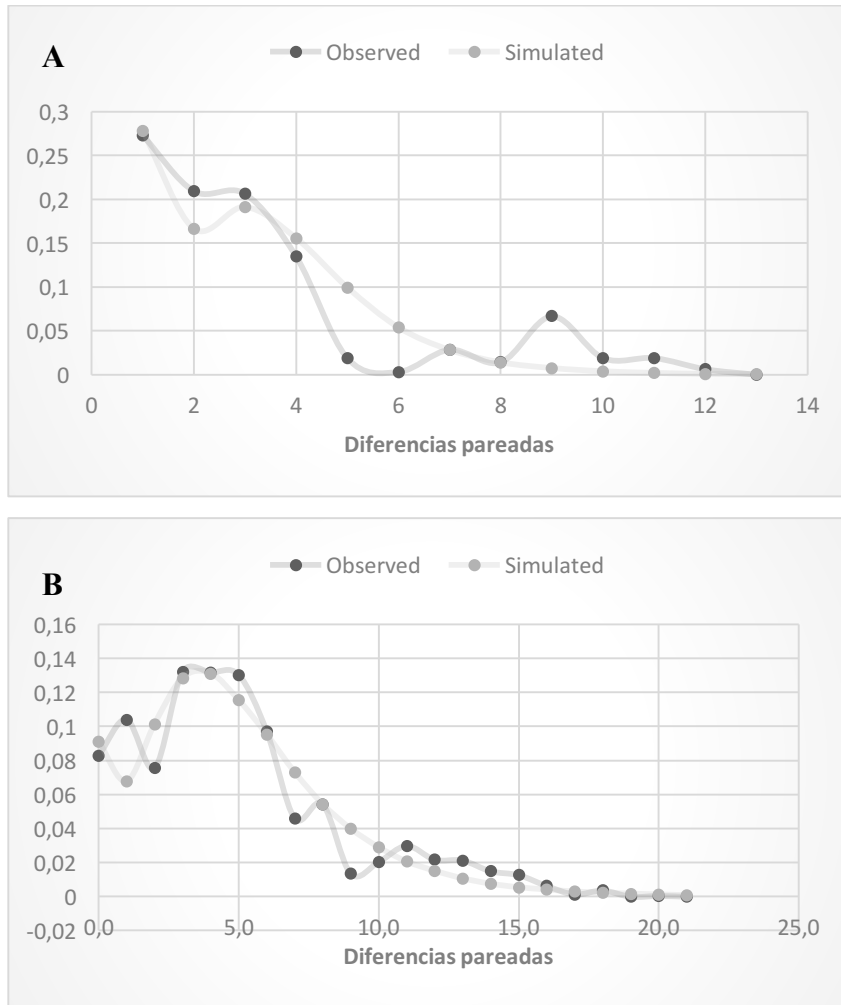 A
Observed Simulated
0,3
0,25
0,2
0,15
0,1
0,05
0
0 2 4 6 8 10 12 14
Diferencias pareadas
B
Observed Simulated
0,16
0,14
0,12
0,1
0,08
0,06
0,04
0,02
0
-0,02
0,0 5,0 10,0 15,0 20,0 25,0
Diferencias pareadas